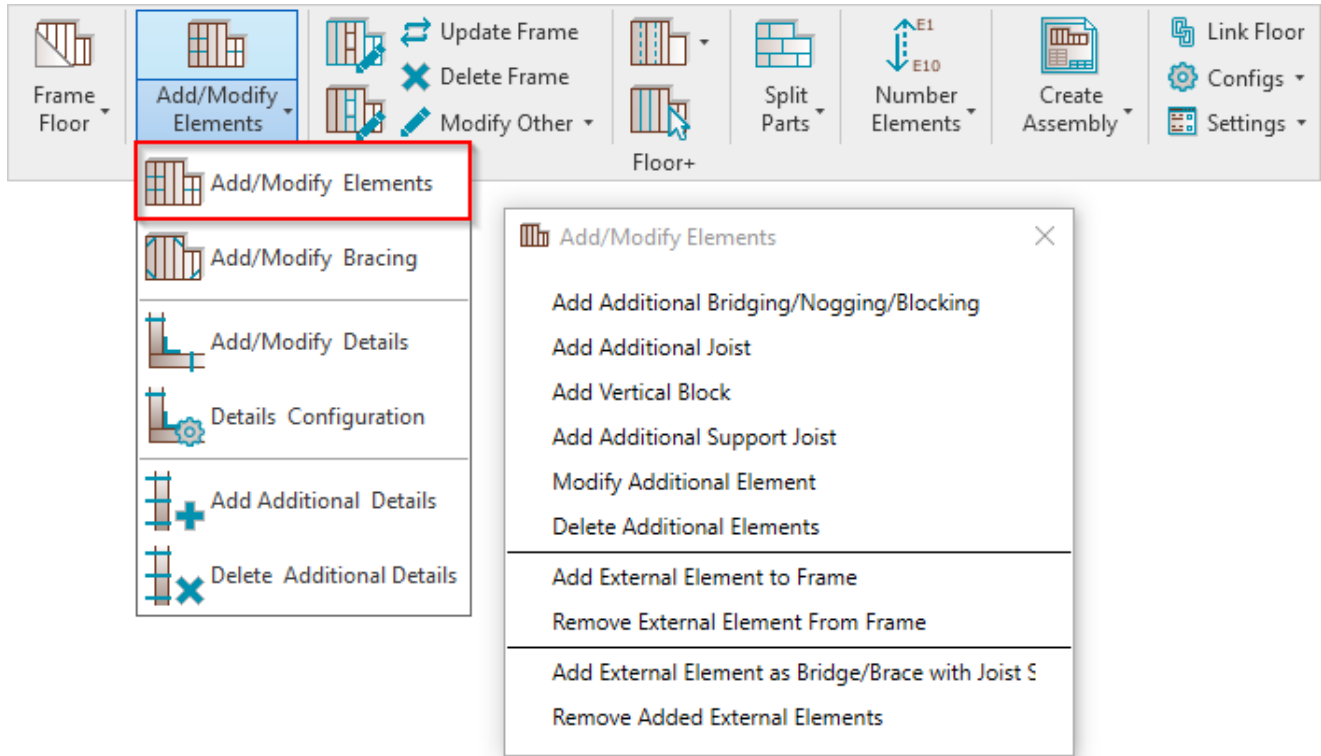 Frame
Floor
Add/Modify
Elements
Update Frame
Delete Frame
Modify Other
Split
Parts
E1
E10
Number
Elements
Create
Assembly
Link Floor
Configs
Settings
Floor+
Add/Modify Elements
Add/Modify Bracing
Add/Modify Details
Details Configuration
Add Additional Details
Delete Additional Details
Add/Modify Elements
Add Additional Bridging/Nogging/Blocking
Add Additional Joist
Add Vertical Block
Add Additional Support Joist
Modify Additional Element
Delete Additional Elements
Add External Element to Frame
Remove External Element From Frame
Add External Element as Bridge/Brace with Joist S
Remove Added External Elements